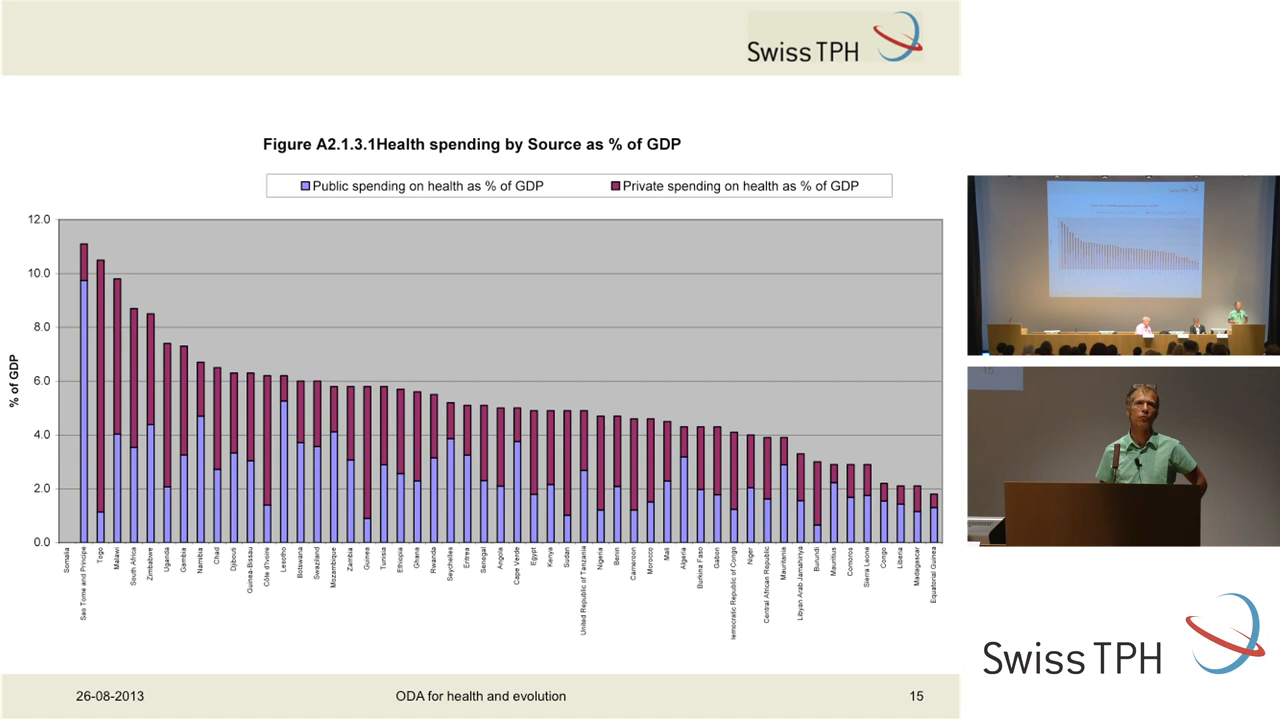 Swiss TPH
Figure A2.1.3.1Health spending by Source as % of GDP
Public spending on health as % of GDP
Private spending on health as % of GDP
12.0
10.0
8.0
6.0
4.0
2.0
0.0
% of GDP
Somalia
Sao Tome and Principe
Togo
Malawi
South Africa
Zimbabwe
Uganda
Gambia
Namibia
Chad
Djibouti
Guinea-Bissau
Côte d'Ivoire
Lesotho
Botswana
Swaziland
Mozambique
Zambia
Guinea
Tunisia
Ethiopia
Ghana
Rwanda
Seychelles
Eritrea
Senegal
Angola
Cape Verde
Egypt
Kenya
Sudan
United Republic of Tanzania
Nigeria
Benin
Cameroon
Morocco
Mali
Algeria
Burkina Faso
Gabon
emocratic Republic of Congo
Niger
Central African Republic
Mauritania
Libyan Arab Jamahiriya
Burundi
Mauritius
Comoros
Sierra Leone
Congo
Liberia
Madagascar
Equatorial Guinea
26-08-2013
ODA for health and evolution
15
15
Swiss TPH